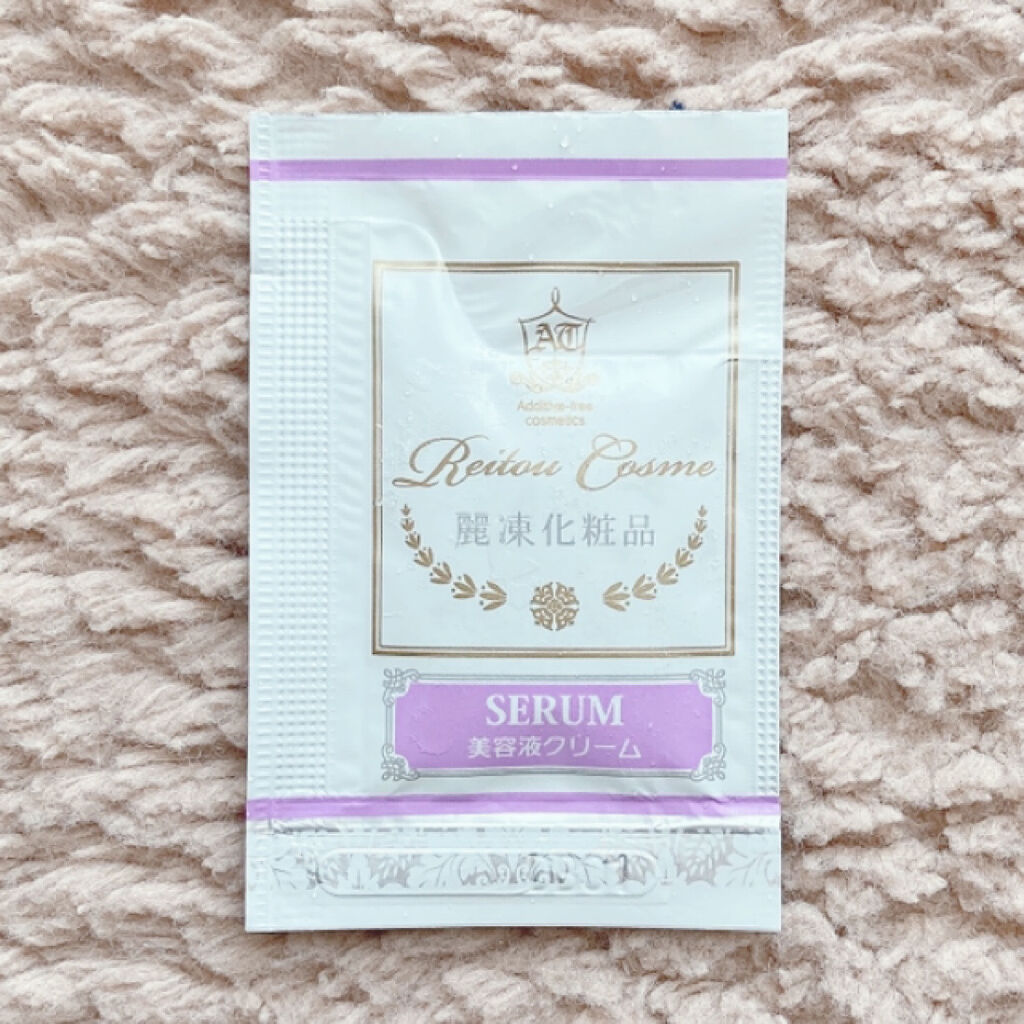 AT
Additive-free
cosmetics
Reitou Cosme
麗凍化粧品
SERUM
美容液クリーム